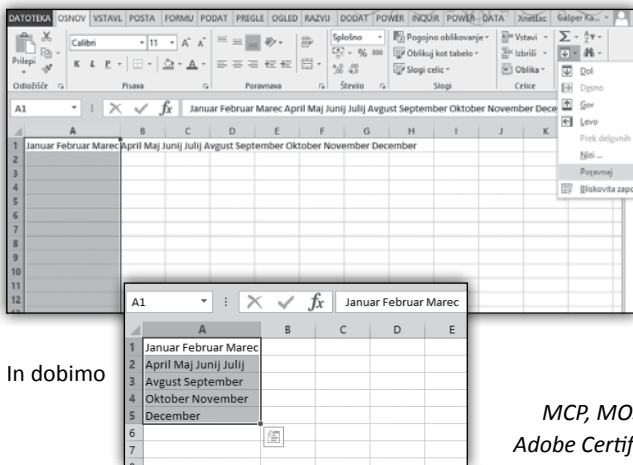 DATOTEKA OSNOV VSTAVL POSTA FORMU PODAT PREGLE OGLED RAZVIJ DODAT POWER INQUIR POWER DATA XnetExc Gašper Ka...
Calibri 11 A A Splošno Pogojno oblikovanje Vstavi
Prilepi K L P A % 000 Oblikuj kot tabelo Izbriši
Slogi celic Oblika
Odložišče Pisava Poravnava Število Slogi Celice
Dol
Desno
Gor
Levo
Prek delovnih
Nizi ...
Poravnaj
Bliskovita zapo
A1 fx Januar Februar Marec April Maj Junij Julij Avgust September Oktober November Dece
A B C D E F G H I J K
1 Januar Februar Marec April Maj Junij Julij Avgust September Oktober November December
2
3
4
5
6
7
8
9
10
11
12
A1 fx Januar Februar Marec
A B C D E
1 Januar Februar Marec
2 April Maj Junij Julij
3 Avgust September
4 Oktober November
5 December
6
7
In dobimo
MCP, MO
Adobe Certif